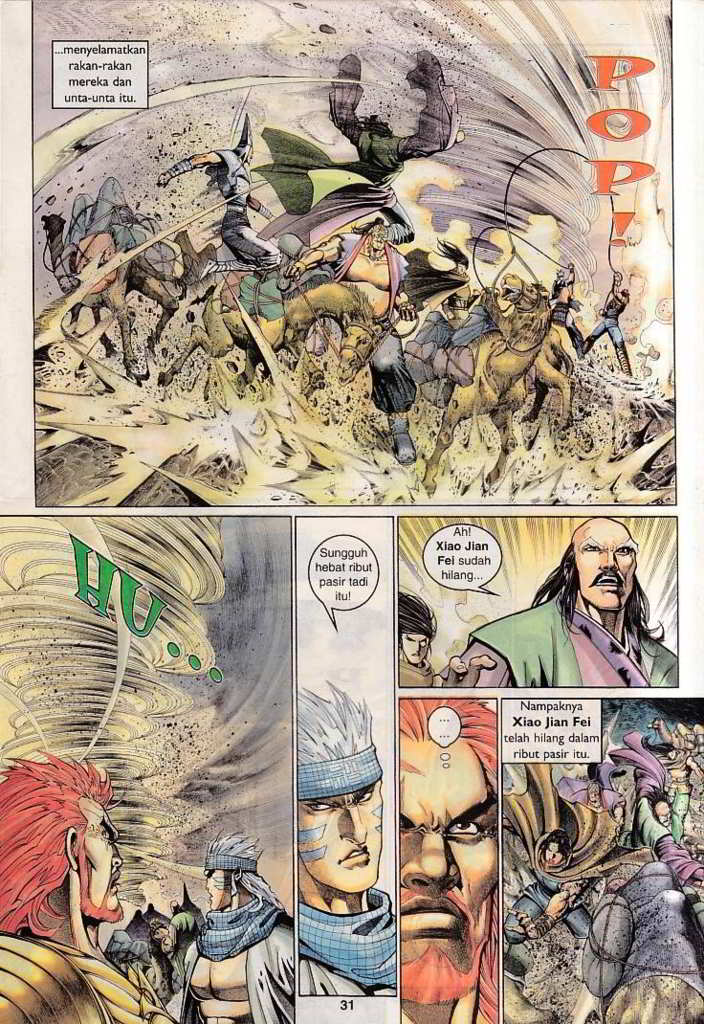 ...menyelamatkan
rakan-rakan
mereka dan
unta-unta itu.
POP!
HU...
Sungguh
hebat ribut
pasir tadi
itu!
Ah!
Xiao Jian
Fei sudah
hilang...
...
...
Nampaknya
Xiao Jian Fei
telah hilang dalam
ribut pasir itu.
31